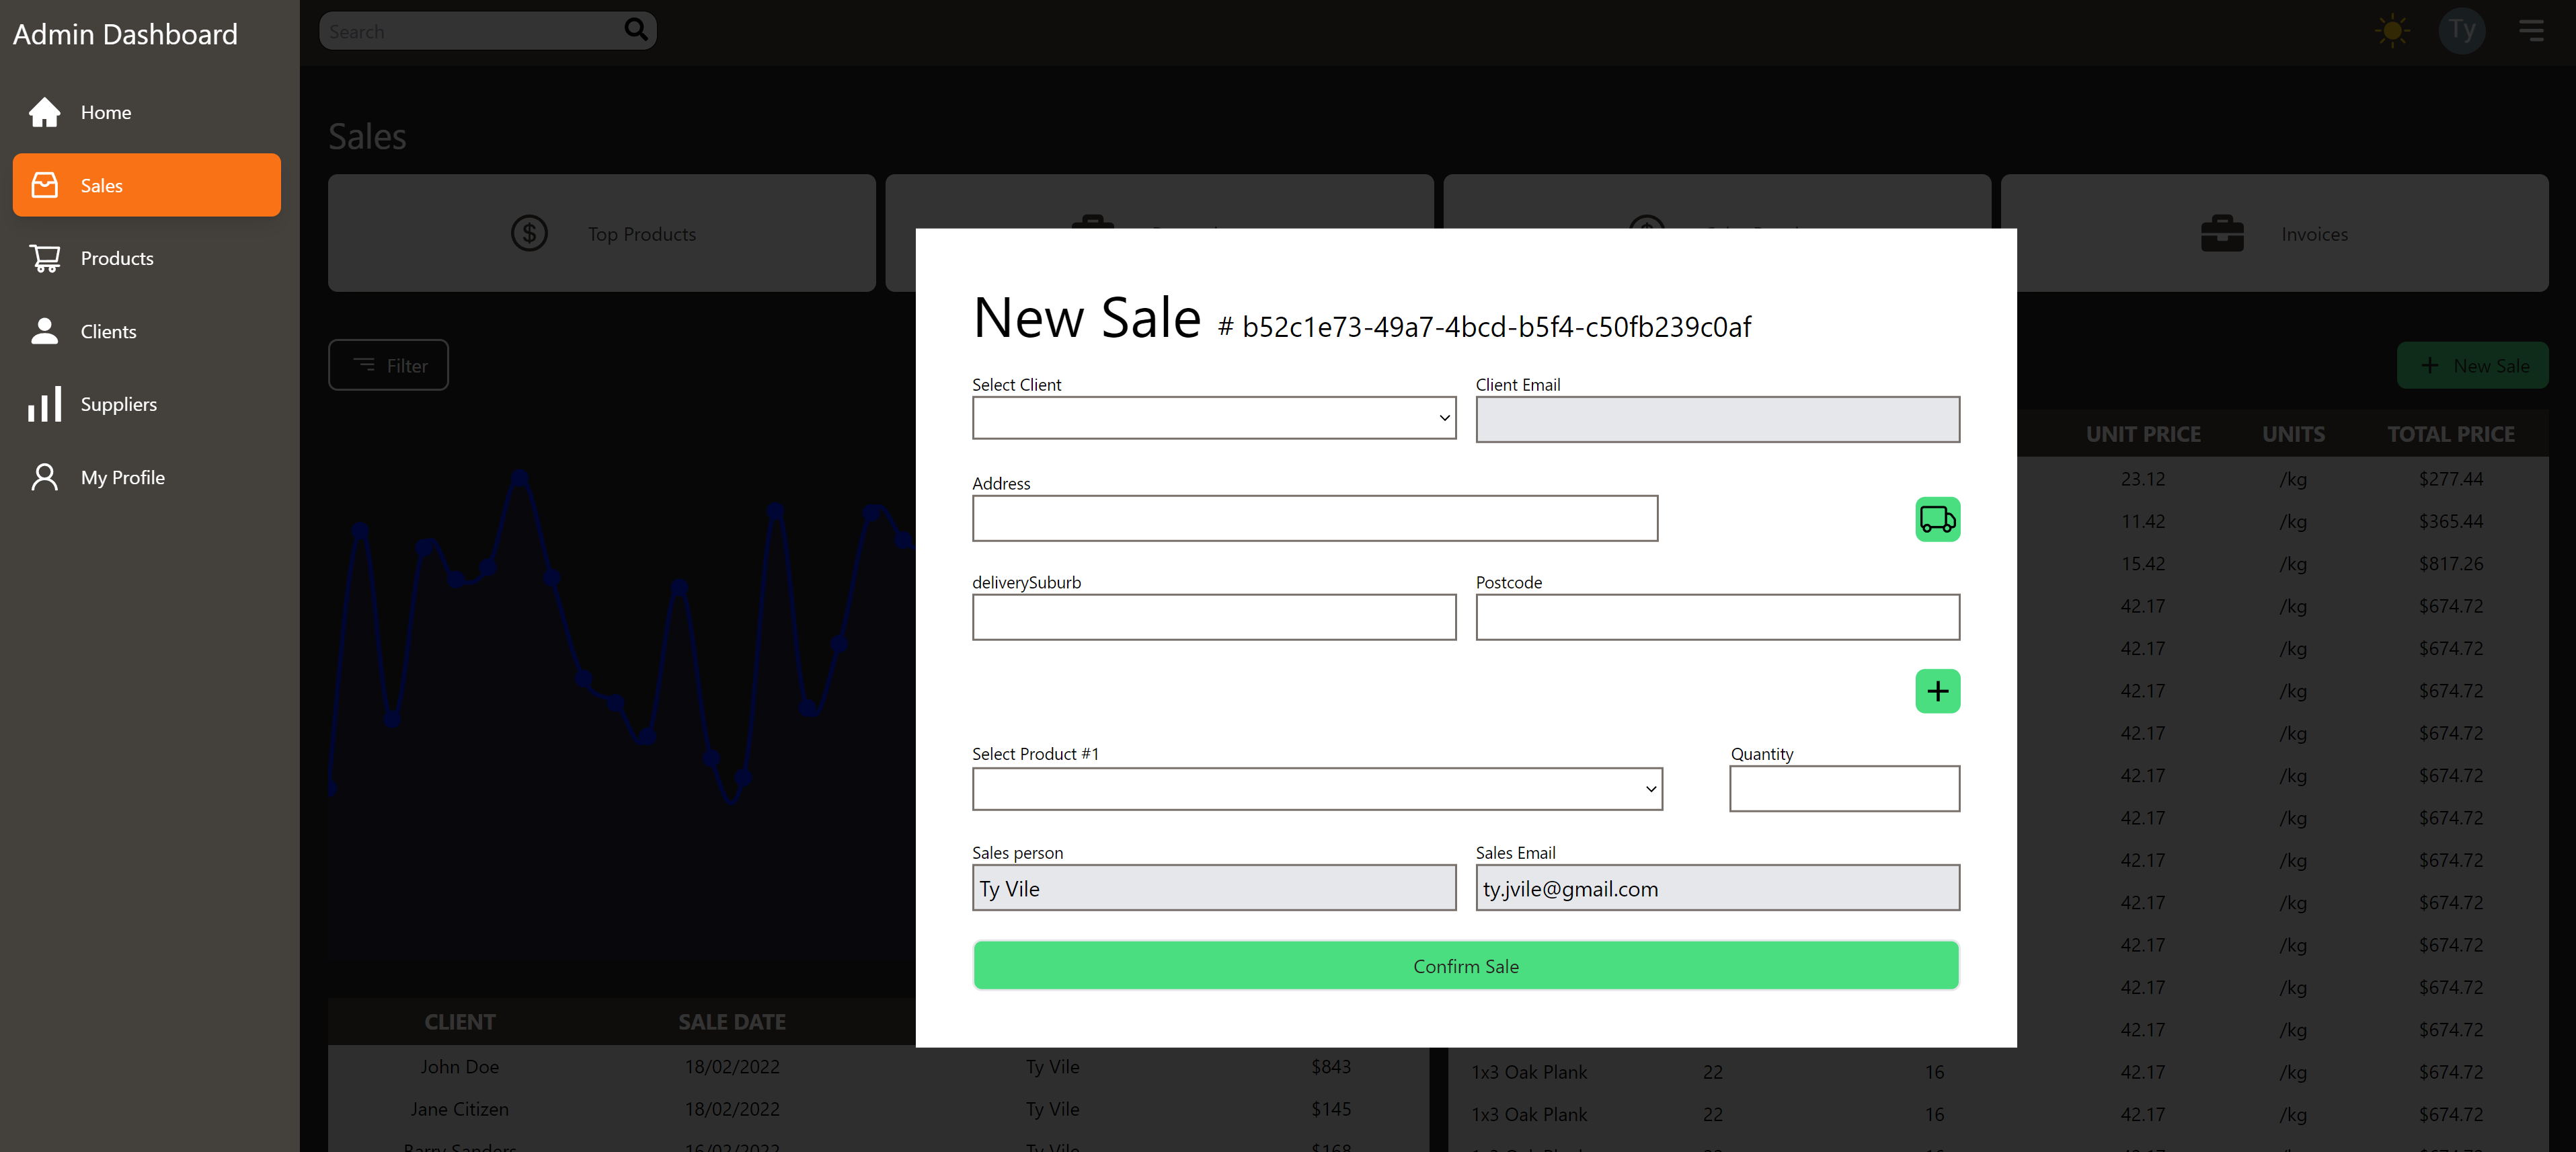 Admin Dashboard
Home
Sales
Products
Clients
Suppliers
My Profile
Search
Ty
Sales
Top Products
Invoices
Filter
New Sale
New Sale # b52c1e73-49a7-4bcd-b5f4-c50fb239c0af
Select Client
Client Email
Address
deliverySuburb
Postcode
Select Product #1
Quantity
Sales person
Ty Vile
Sales Email
ty.jvile@gmail.com
Confirm Sale
UNIT PRICE UNITS TOTAL PRICE
23.12 /kg $277.44
11.42 /kg $365.44
15.42 /kg $817.26
42.17 /kg $674.72
42.17 /kg $674.72
42.17 /kg $674.72
42.17 /kg $674.72
42.17 /kg $674.72
42.17 /kg $674.72
42.17 /kg $674.72
42.17 /kg $674.72
42.17 /kg $674.72
42.17 /kg $674.72
42.17 /kg $674.72
1x3 Oak Plank 22 16 42.17 /kg $674.72
1x3 Oak Plank 22 16 42.17 /kg $674.72
CLIENT SALE DATE
John Doe 18/02/2022 Ty Vile $843
Jane Citizen 18/02/2022 Ty Vile $145
Barry Sanders 16/02/2022 Ty Vile $168